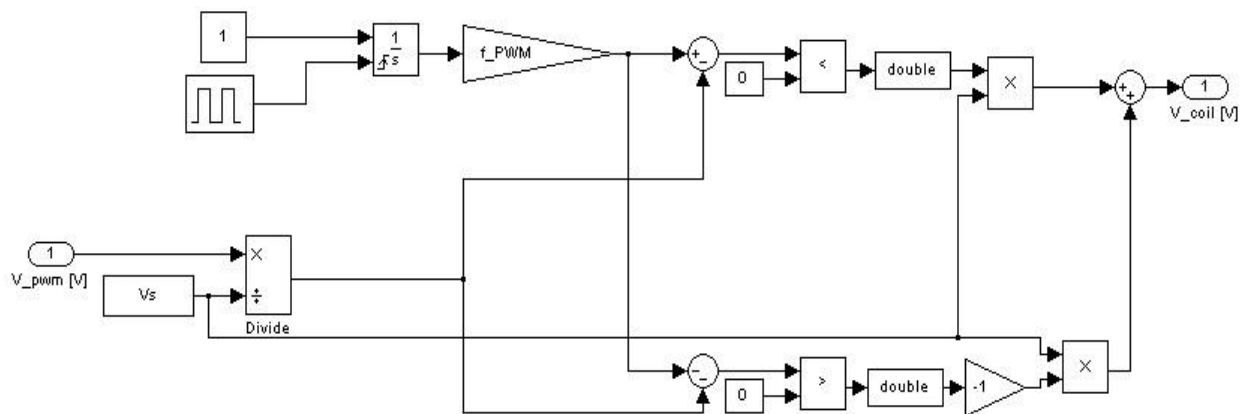 1
1
s
f_PWM
+
−
0
<
double
×
+
+
1
V_coil [V]
1
V_pwm [V]
×
÷
Vs
Divide
−
−
0
>
double
-1
×